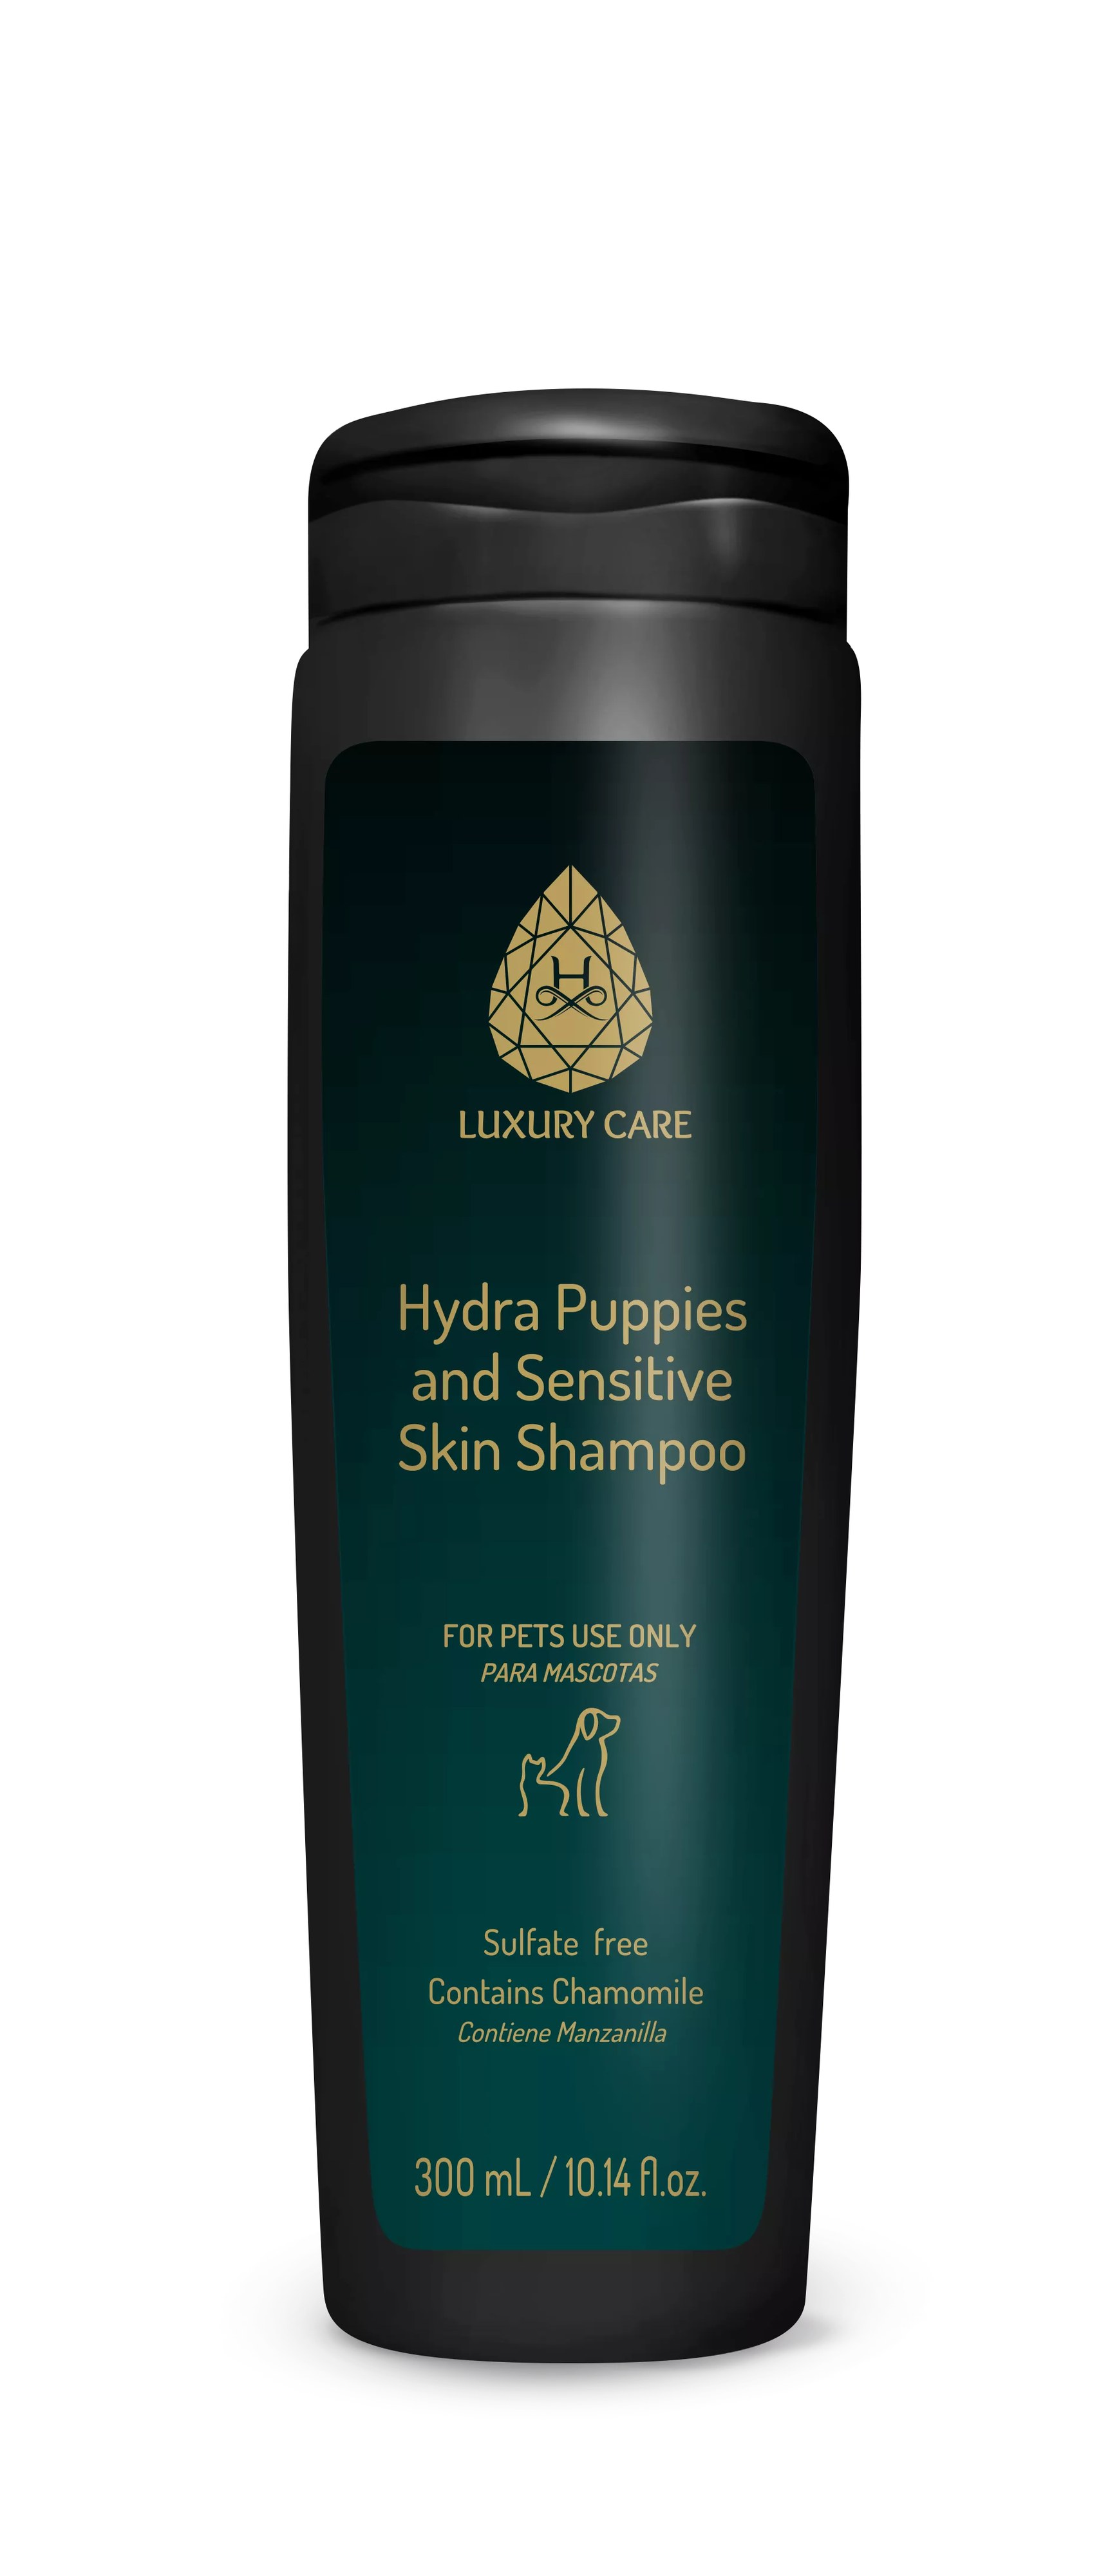 H
LUXURY CARE
Hydra Puppies
and Sensitive
Skin Shampoo
FOR PETS USE ONLY
PARA MASCOTAS
Sulfate free
Contains Chamomile
Contiene Manzanilla
300 mL / 10.14 fl.oz.